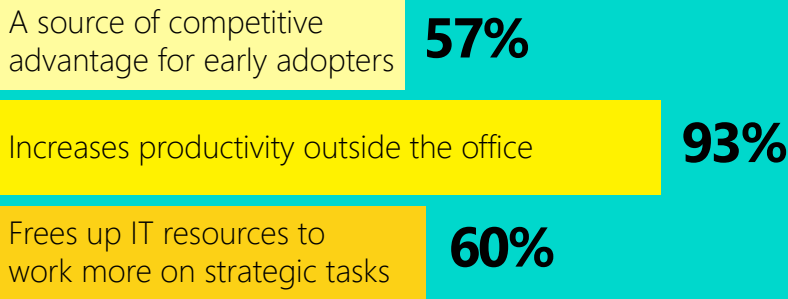 A source of competitive
advantage for early adopters
57%
Increases productivity outside the office
93%
Frees up IT resources to
work more on strategic tasks
60%